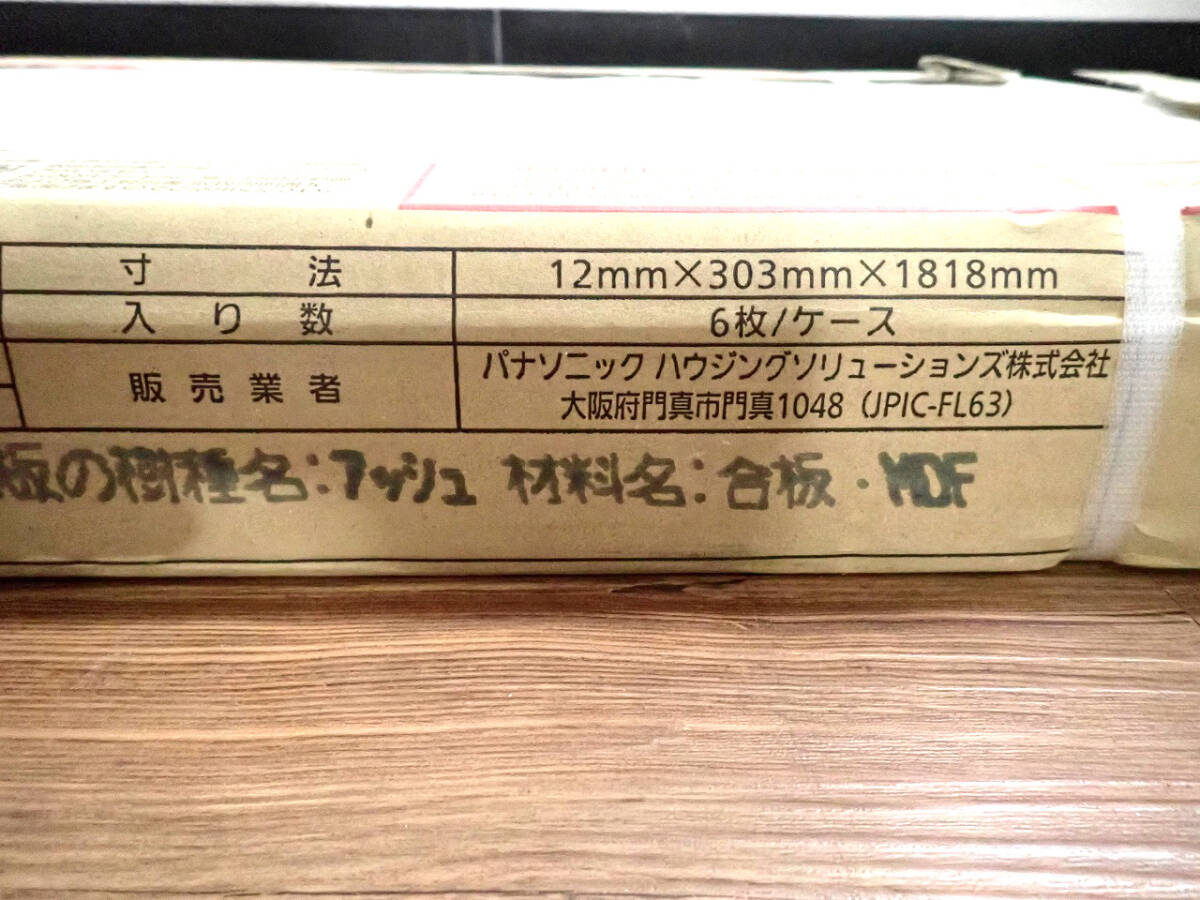 寸法 12mm×303mm×1818mm
入り数 6枚/ケース
販売業者 パナソニック ハウジングソリューションズ株式会社
大阪府門真市門真1048（JPIC-FL63）
板の樹種名：アッシュ 材料名：合板・MDF